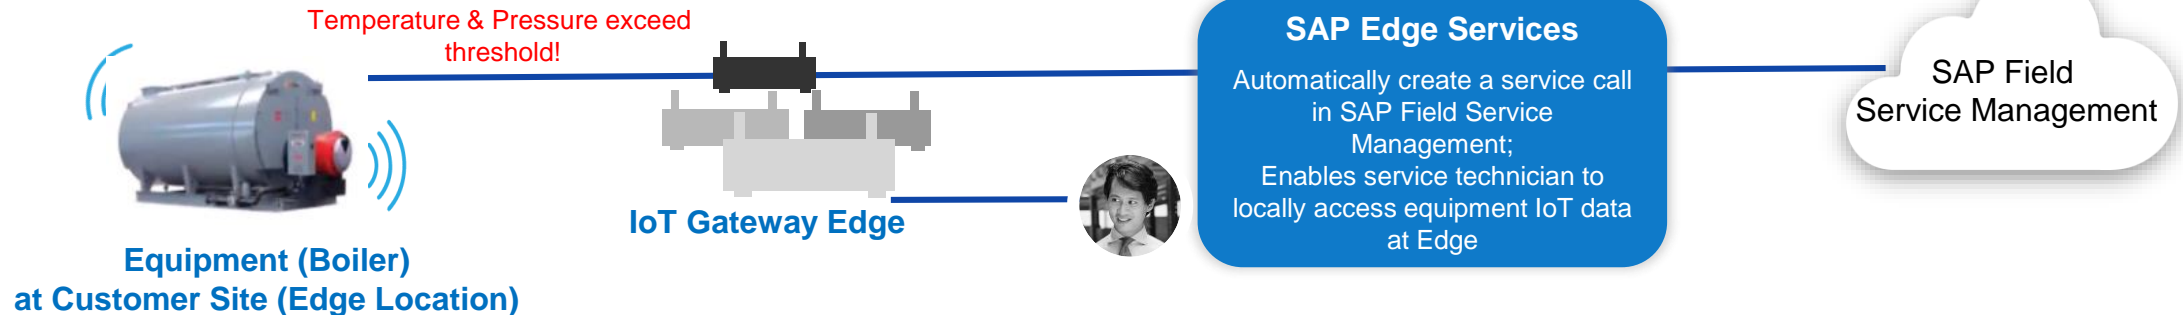 Temperature & Pressure exceed
threshold!
Equipment (Boiler)
at Customer Site (Edge Location)
IoT Gateway Edge
SAP Edge Services
Automatically create a service call
in SAP Field Service
Management;
Enables service technician to
locally access equipment IoT data
at Edge
SAP Field
Service Management